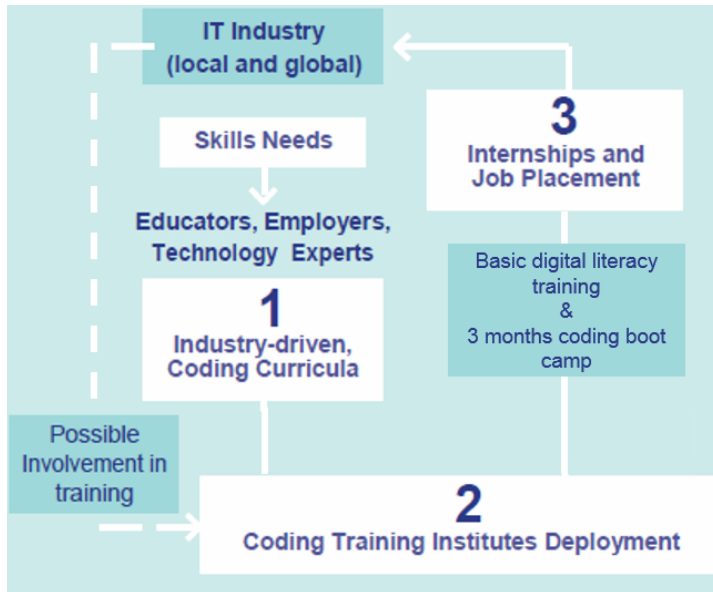 IT Industry
(local and global)
Skills Needs
Educators, Employers,
Technology Experts
1
Industry-driven,
Coding Curricula
Possible
Involvement in
training
2
Coding Training Institutes Deployment
Basic digital literacy
training
&
3 months coding boot
camp
3
Internships and
Job Placement